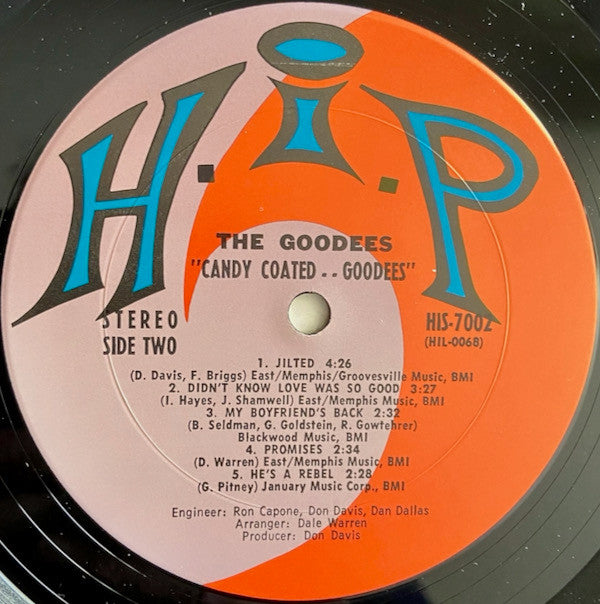 H.i.P
THE GOODEES
"CANDY COATED .. GOODEES"
STEREO
SIDE TWO
HIS-7002
(HIL-0068)
1. JILTED 4:26
(D. Davis, F. Briggs) East/Memphis/Groovesville Music, BMI
2. DIDN'T KNOW LOVE WAS SO GOOD 3:27
(I. Hayes, J. Shamwell) East/Memphis Music, BMI
3. MY BOYFRIEND'S BACK 2:32
(B. Seldman, G. Goldstein, R. Gowtehrer)
Blackwood Music, BMI
4. PROMISES 2:34
(D. Warren) East/Memphis Music, BMI
5. HE'S A REBEL 2:28
(G. Pitney) January Music Corp., BMI
Engineer: Ron Capone, Don Davis, Dan Dallas
Arranger: Dale Warren
Producer: Don Davis